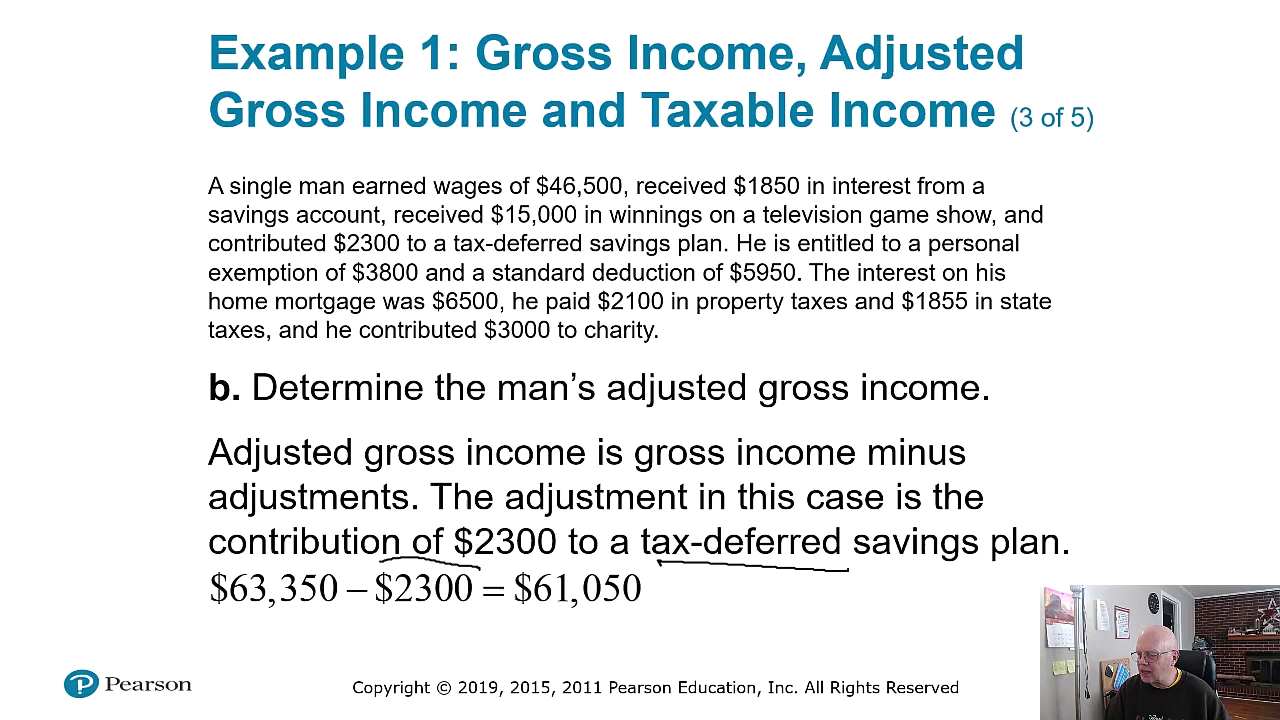 Example 1: Gross Income, Adjusted
Gross Income and Taxable Income (3 of 5)
A single man earned wages of $46,500, received $1850 in interest from a
savings account, received $15,000 in winnings on a television game show, and
contributed $2300 to a tax-deferred savings plan. He is entitled to a personal
exemption of $3800 and a standard deduction of $5950. The interest on his
home mortgage was $6500, he paid $2100 in property taxes and $1855 in state
taxes, and he contributed $3000 to charity.
b. Determine the man’s adjusted gross income.
Adjusted gross income is gross income minus
adjustments. The adjustment in this case is the
contribution of $2300 to a tax-deferred savings plan.
$63,350 − $2300 = $61,050
Pearson
Copyright © 2019, 2015, 2011 Pearson Education, Inc. All Rights Reserved